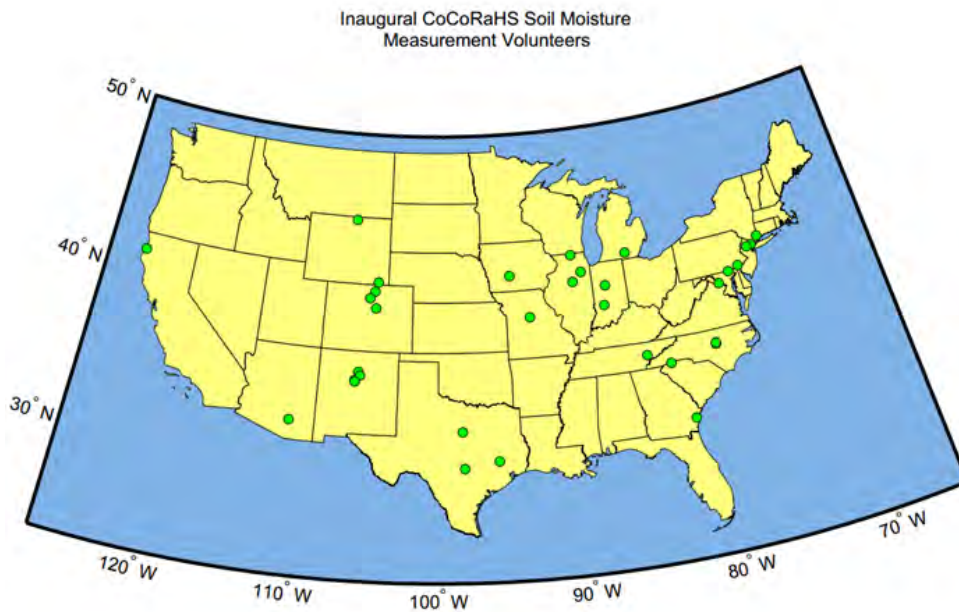 Inaugural CoCoRaHS Soil Moisture
Measurement Volunteers
50° N
40° N
30° N
120° W
110° W
100° W
90° W
80° W
70° W